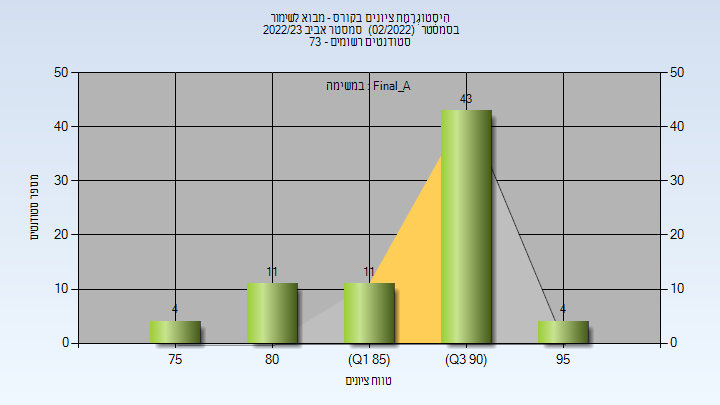 היסטוגרמת ציונים בקורס - מבוא לשימור
בסמסטר (02/2022) סמסטר אביב 2022/23
סטודנטים רשומים - 73
במשימה : Final_A
מספר סטודנטים
50
40
30
20
10
0
50
40
30
20
10
0
4
11
11
43
4
75
80
(Q1 85)
(Q3 90)
95
טווח ציונים